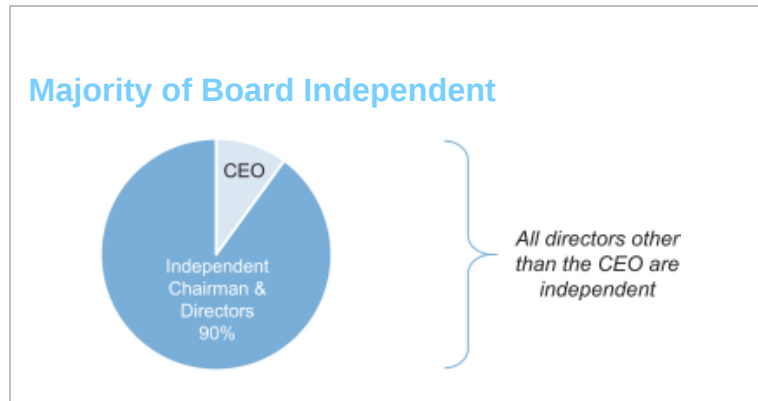 Majority of Board Independent
CEO
Independent
Chairman &
Directors
90%
All directors other
than the CEO are
independent